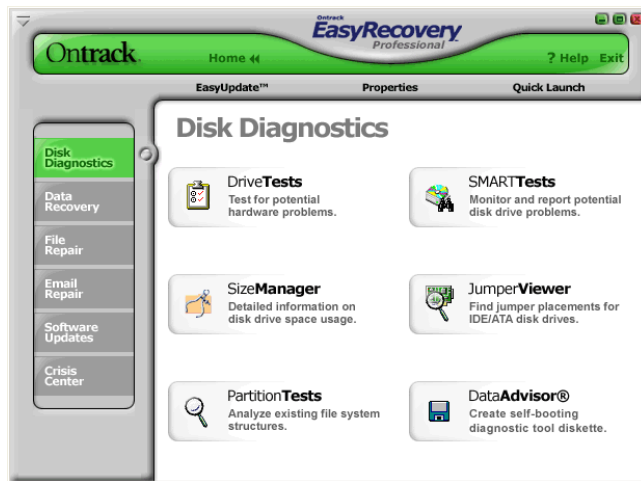 Ontrack
EasyRecovery
Professional
Ontrack.
Home
? Help Exit
EasyUpdate™ Properties Quick Launch
Disk Diagnostics
Disk
Diagnostics
Data
Recovery
File
Repair
Email
Repair
Software
Updates
Crisis
Center
DriveTests
Test for potential
hardware problems.
SMARTTests
Monitor and report potential
disk drive problems.
SizeManager
Detailed information on
disk drive space usage.
JumperViewer
Find jumper placements for
IDE/ATA disk drives.
PartitionTests
Analyze existing file system
structures.
DataAdvisor®
Create self-booting
diagnostic tool diskette.